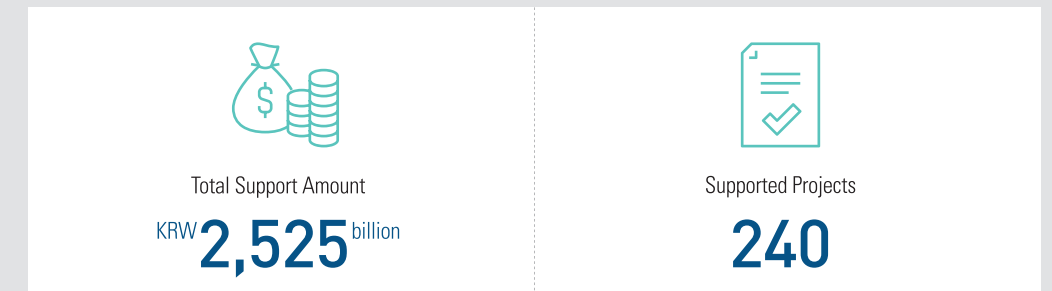 $
Total Support Amount
KRW 2,525 billion
Supported Projects
240